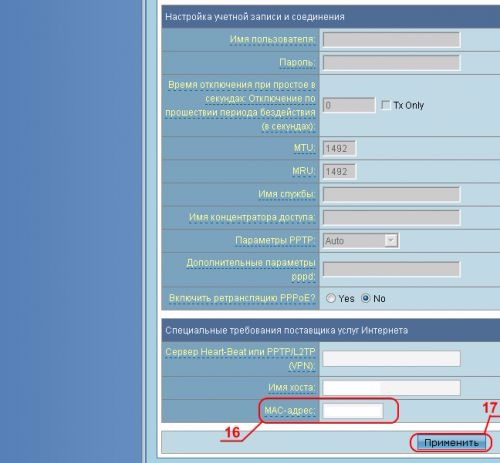 Настройка учетной записи и соединения
Имя пользователя:
Пароль:
Время отключения при простое в
секундах: Отключение по
прошествии периода бездействия
(в секундах):
0 Tx Only
MTU: 1492
MRU: 1492
Имя службы:
Имя концентратора доступа:
Параметры PPTP: Auto
Дополнительные параметры
pppd:
Включить ретрансляцию PPPoE? Yes No
Специальные требования поставщика услуг Интернета
Сервер Heart-Beat или PPTP/L2TP
(VPN):
Имя хоста:
MAC-адрес:
16
17
Применить